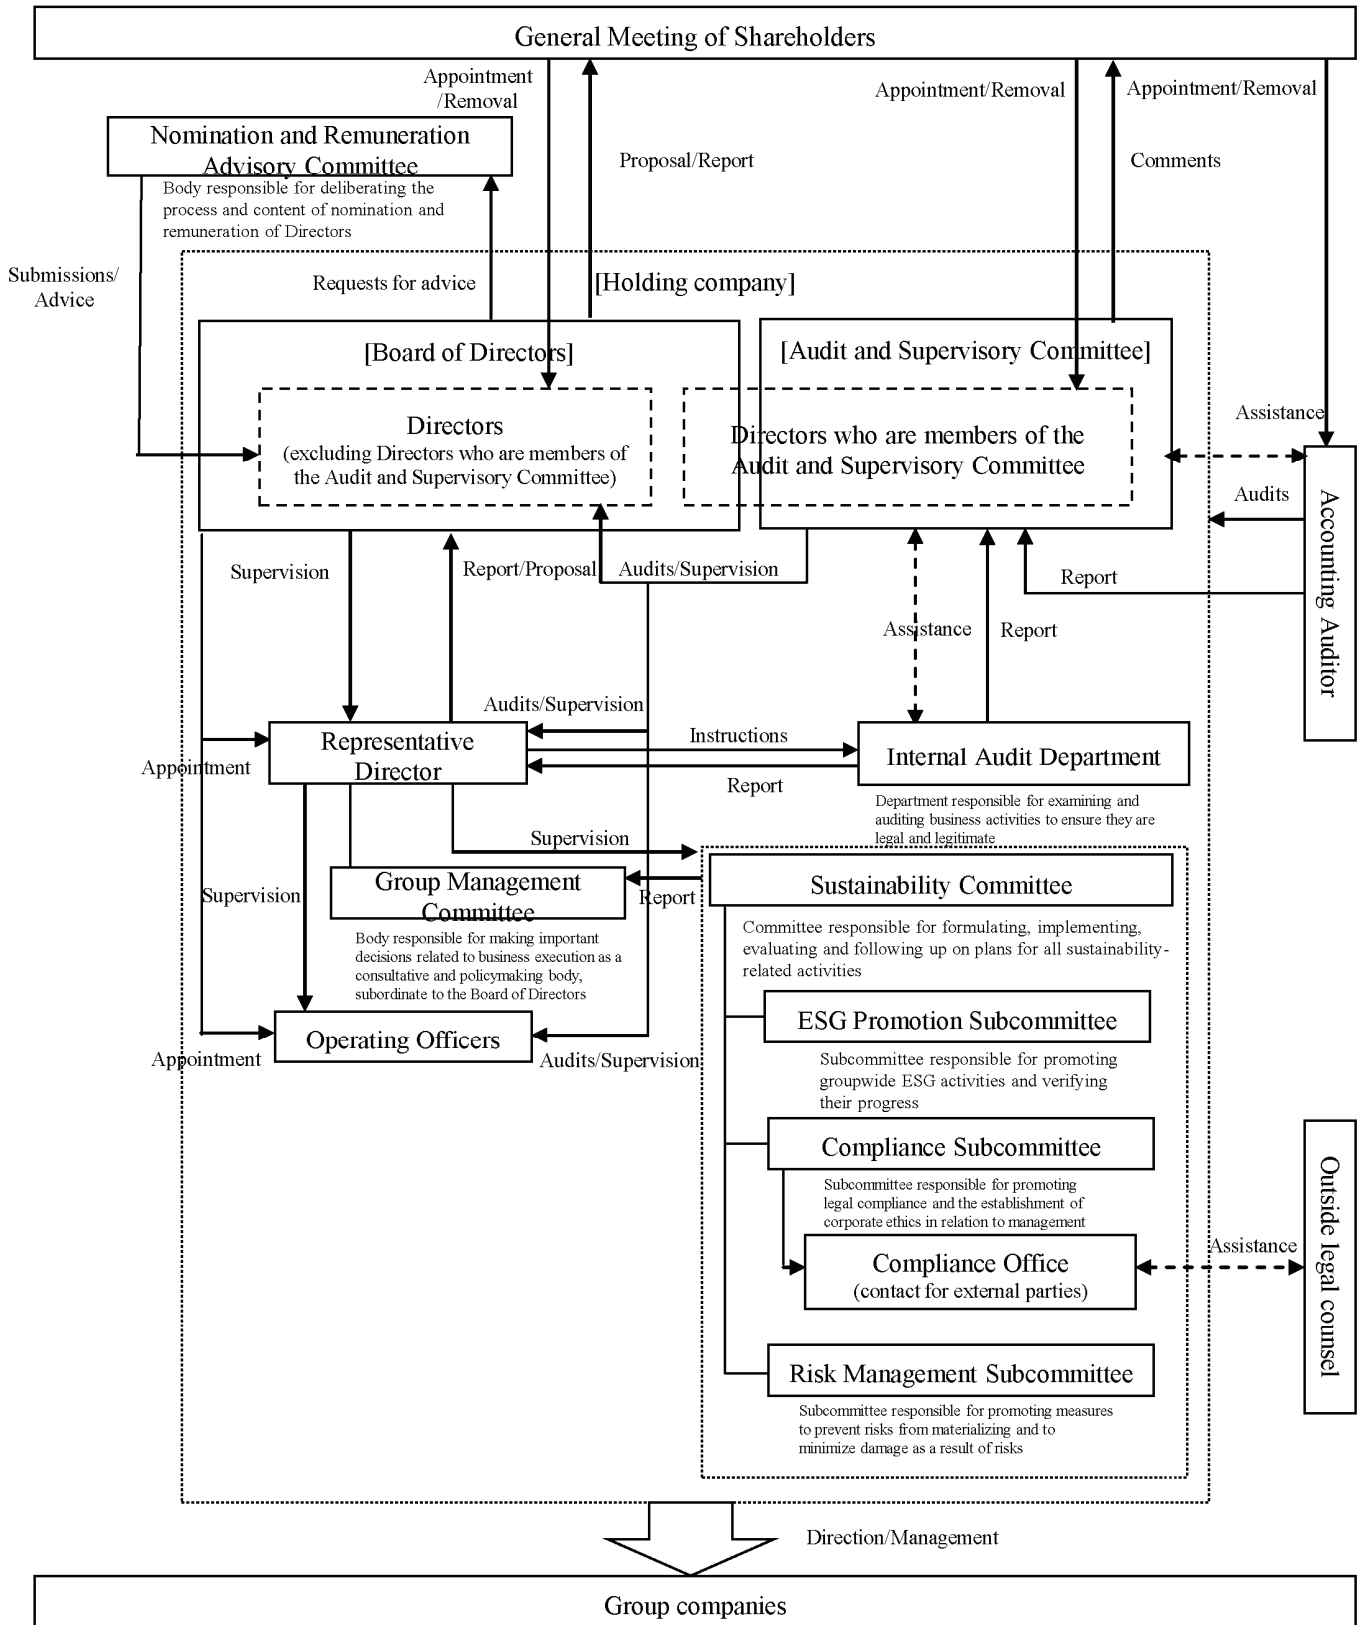 General Meeting of Shareholders
Appointment
/Removal
Appointment/Removal
Appointment/Removal
Nomination and Remuneration
Advisory Committee
Proposal/Report
Comments
Body responsible for deliberating the
process and content of nomination and
remuneration of Directors
Submissions/
Advice
Requests for advice
[Holding company]
[Board of Directors]
[Audit and Supervisory Committee]
Directors
(excluding Directors who are members of
the Audit and Supervisory Committee)
Directors who are members of the
Audit and Supervisory Committee
Assistance
Audits
Accounting Auditor
Supervision
Report/Proposal
Audits/Supervision
Report
Assistance
Report
Audits/Supervision
Representative
Director
Instructions
Internal Audit Department
Appointment
Report
Department responsible for examining and
auditing business activities to ensure they are
legal and legitimate
Supervision
Group Management
Committee
Supervision
Report
Sustainability Committee
Body responsible for making important
decisions related to business execution as a
consultative and policymaking body,
subordinate to the Board of Directors
Committee responsible for formulating, implementing,
evaluating and following up on plans for all sustainability-
related activities
Operating Officers
Appointment
Audits/Supervision
ESG Promotion Subcommittee
Subcommittee responsible for promoting
groupwide ESG activities and verifying
their progress
Compliance Subcommittee
Subcommittee responsible for promoting
legal compliance and the establishment of
corporate ethics in relation to management
Compliance Office
(contact for external parties)
Assistance
Outside legal counsel
Risk Management Subcommittee
Subcommittee responsible for promoting measures
to prevent risks from materializing and to
minimize damage as a result of risks
Direction/Management
Group companies